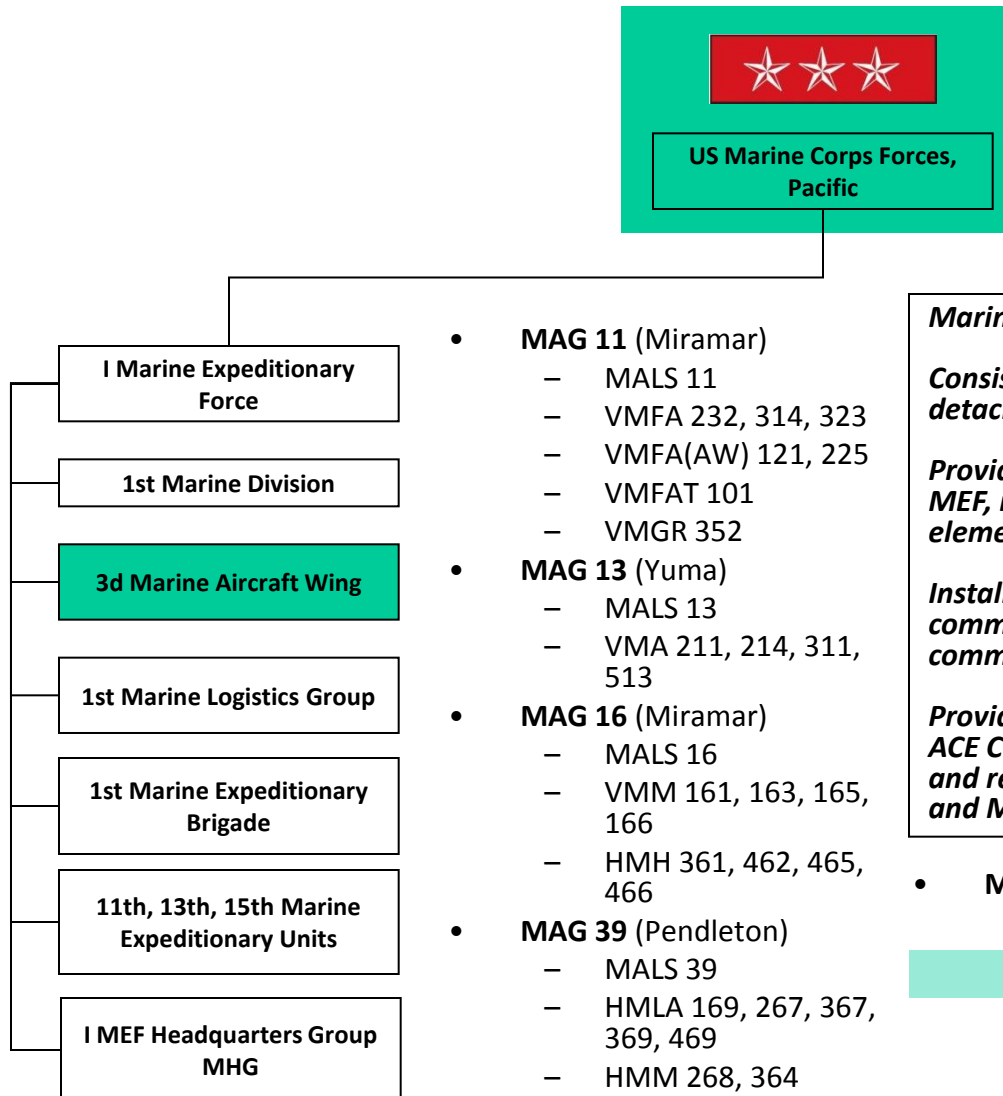 US Marine Corps Forces,
Pacific
I Marine Expeditionary
Force
1st Marine Division
3d Marine Aircraft Wing
1st Marine Logistics Group
1st Marine Expeditionary
Brigade
11th, 13th, 15th Marine
Expeditionary Units
I MEF Headquarters Group
MHG
• MAG 11 (Miramar)
– MALS 11
– VMFA 232, 314, 323
– VMFA(AW) 121, 225
– VMFAT 101
– VMGR 352
• MAG 13 (Yuma)
– MALS 13
– VMA 211, 214, 311,
513
• MAG 16 (Miramar)
– MALS 16
– VMM 161, 163, 165,
166
– HMH 361, 462, 465,
466
• MAG 39 (Pendleton)
– MALS 39
– HMLA 169, 267, 367,
369, 469
– HMM 268, 364
MEF,
ACE
and
and
•